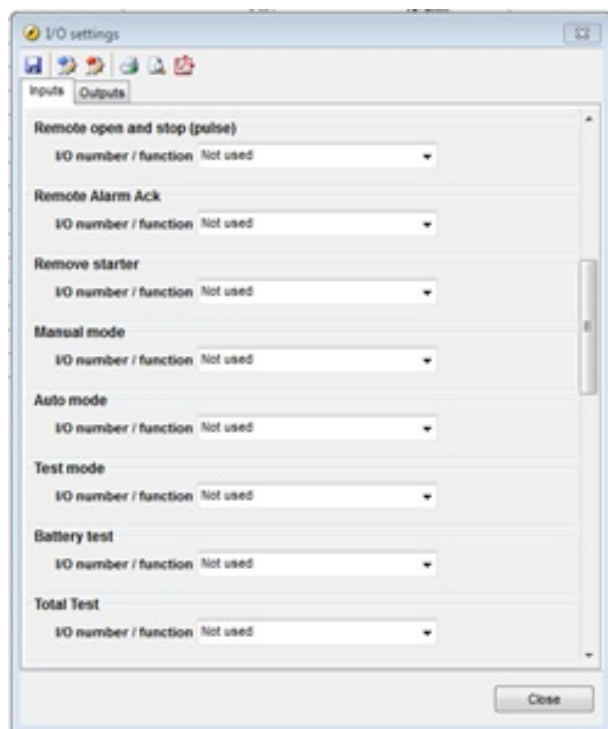 I/O settings
Inputs Outputs
Remote open and stop (pulse)
I/O number / function Not used
Remote Alarm Ack
I/O number / function Not used
Remove starter
I/O number / function Not used
Manual mode
I/O number / function Not used
Auto mode
I/O number / function Not used
Test mode
I/O number / function Not used
Battery test
I/O number / function Not used
Total Test
I/O number / function Not used
Close